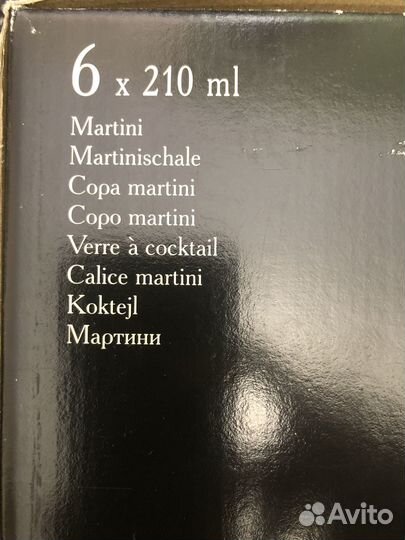 6 x 210 ml
Martini
Martinischale
Copa martini
Copo martini
Verre à cocktail
Calice martini
Koktejl
Мартини
Avito